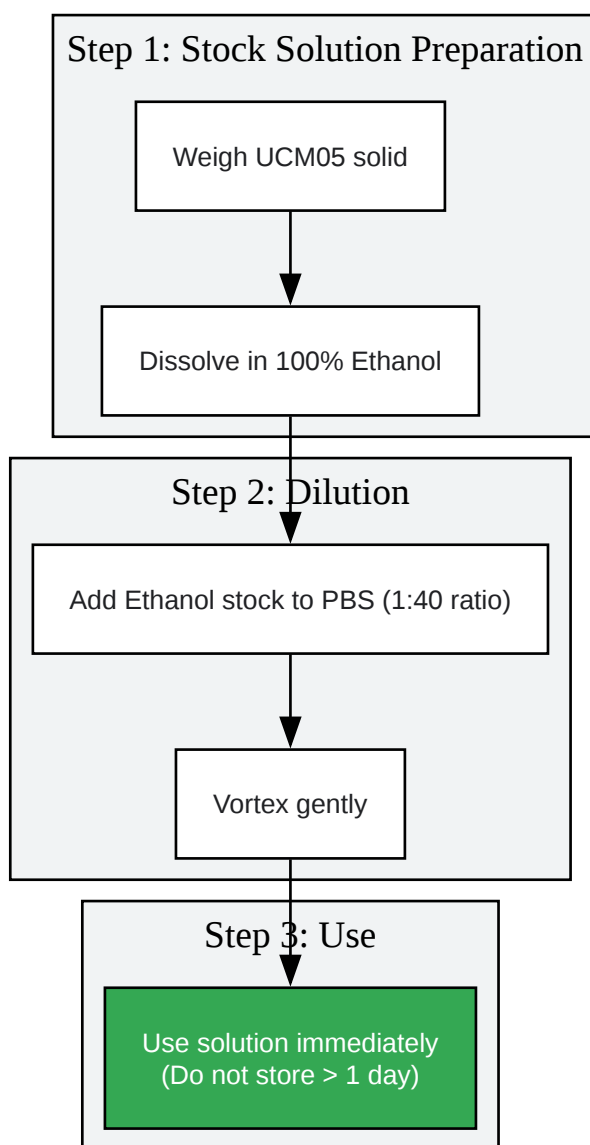 Step 1: Stock Solution Preparation
Weigh UCM05 solid
Dissolve in 100% Ethanol
Step 2: Dilution
Add Ethanol stock to PBS (1:40 ratio)
Vortex gently
Step 3: Use
Use solution immediately
(Do not store > 1 day)